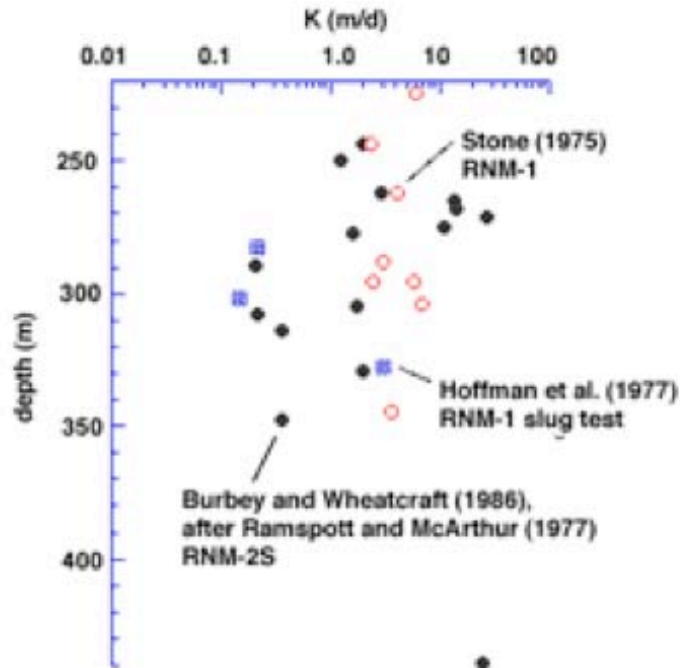 K (m/d)
0.01 0.1 1.0 10 100
250
300
350
400
depth (m)
Stone (1975)
RNM-1
Hoffman et al. (1977)
RNM-1 slug test
Burbey and Wheatcraft (1986),
after Ramspott and McArthur (1977)
RNM-2S